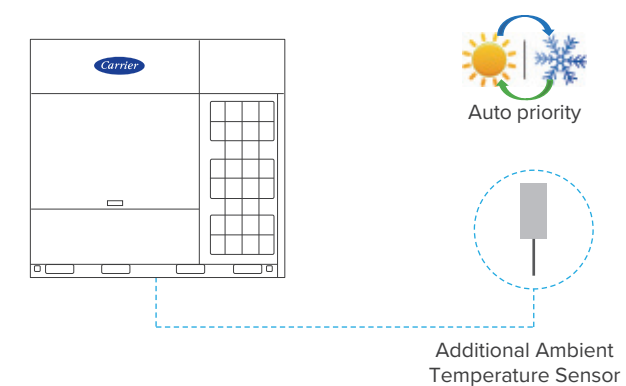 Carrier
Auto priority
Additional Ambient
Temperature Sensor